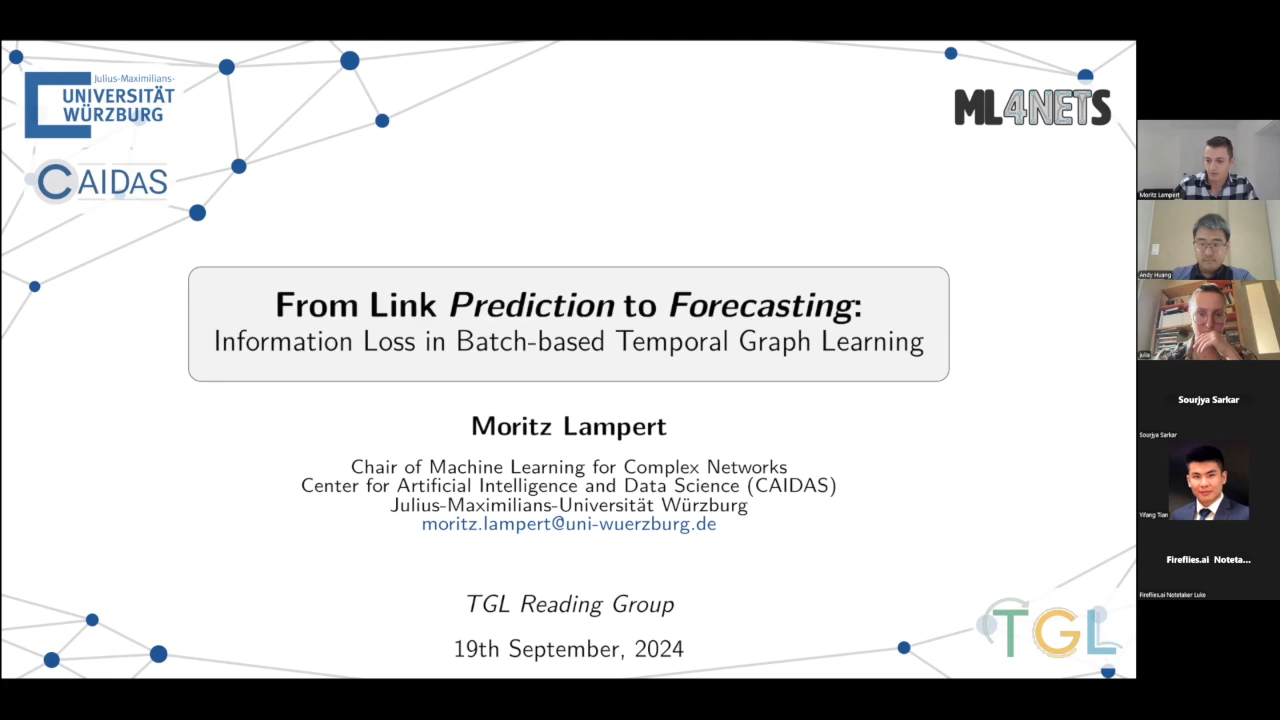 Julius-Maximilians-
UNIVERSITÄT
WÜRZBURG
CAIDAS
ML4NETS
From Link Prediction to Forecasting:
Information Loss in Batch-based Temporal Graph Learning
Moritz Lampert
Chair of Machine Learning for Complex Networks
Center for Artificial Intelligence and Data Science (CAIDAS)
Julius-Maximilians-Universität Würzburg
moritz.lampert@uni-wuerzburg.de
TGL Reading Group
19th September, 2024
TGL
Moritz Lampert
Andy Huang
julia
Sourjya Sarkar
Sourjya Sarkar
Yifang Tian
Fireflies.ai Noteta...
Fireflies.ai Notetaker Luke